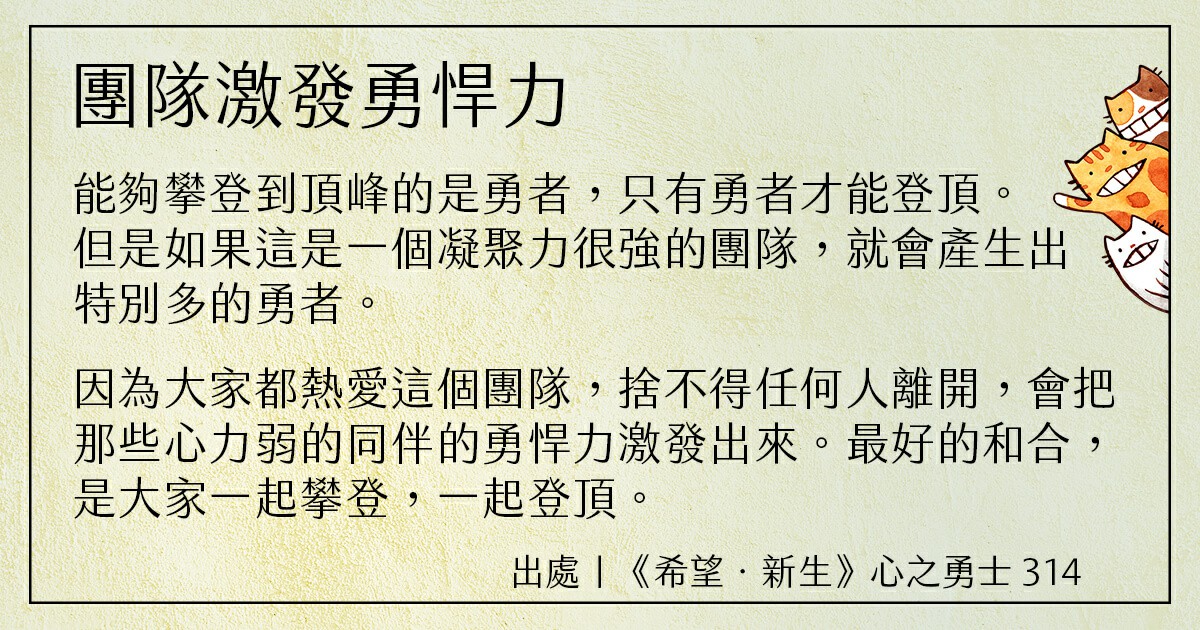 團隊激發勇悍力
能夠攀登到頂峰的是勇者，只有勇者才能登頂。
但是如果這是一個凝聚力很強的團隊，就會產生出
特別多的勇者。
因為大家都熱愛這個團隊，捨不得任何人離開，會把
那些心力弱的同伴的勇悍力激發出來。最好的和合，
是大家一起攀登，一起登頂。
出處｜《希望．新生》心之勇士 314